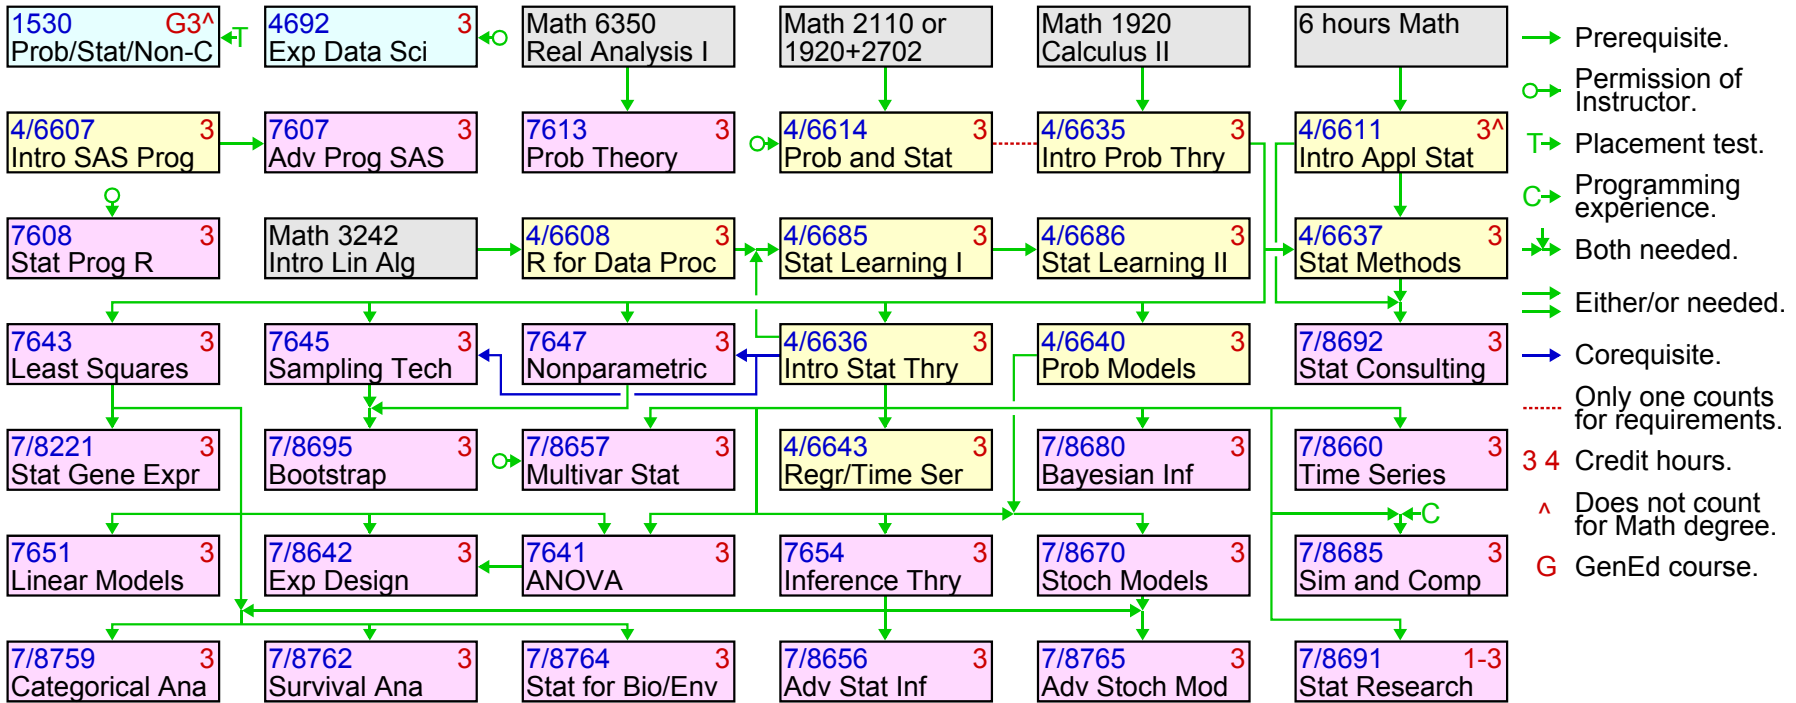 1530 G3^
Prob/Stat/Non-C
T
4692 3
Exp Data Sci
Math 6350
Real Analysis I
Math 2110 or
1920+2702
Math 1920
Calculus II
6 hours Math
Prerequisite.
Permission of
Instructor.
4/6607 3
Intro SAS Prog
7607 3
Adv Prog SAS
7613 3
Prob Theory
4/6614 3
Prob and Stat
4/6635 3
Intro Prob Thry
4/6611 3^
Intro Appl Stat
T Placement test.
C Programming
experience.
7608 3
Stat Prog R
Math 3242
Intro Lin Alg
4/6608 3
R for Data Proc
4/6685 3
Stat Learning I
4/6686 3
Stat Learning II
4/6637 3
Stat Methods
Both needed.
Either/or needed.
7643 3
Least Squares
7645 3
Sampling Tech
7647 3
Nonparametric
4/6636 3
Intro Stat Thry
4/6640 3
Prob Models
7/8692 3
Stat Consulting
Corequisite.
Only one counts
for requirements.
7/8221 3
Stat Gene Expr
7/8695 3
Bootstrap
7/8657 3
Multivar Stat
4/6643 3
Regr/Time Ser
7/8680 3
Bayesian Inf
7/8660 3
Time Series
3 4 Credit hours.
^ Does not count
for Math degree.
C
7651 3
Linear Models
7/8642 3
Exp Design
7641 3
ANOVA
7654 3
Inference Thry
7/8670 3
Stoch Models
7/8685 3
Sim and Comp
G GenEd course.
7/8759 3
Categorical Ana
7/8762 3
Survival Ana
7/8764 3
Stat for Bio/Env
7/8656 3
Adv Stat Inf
7/8765 3
Adv Stoch Mod
7/8691 1-3
Stat Research